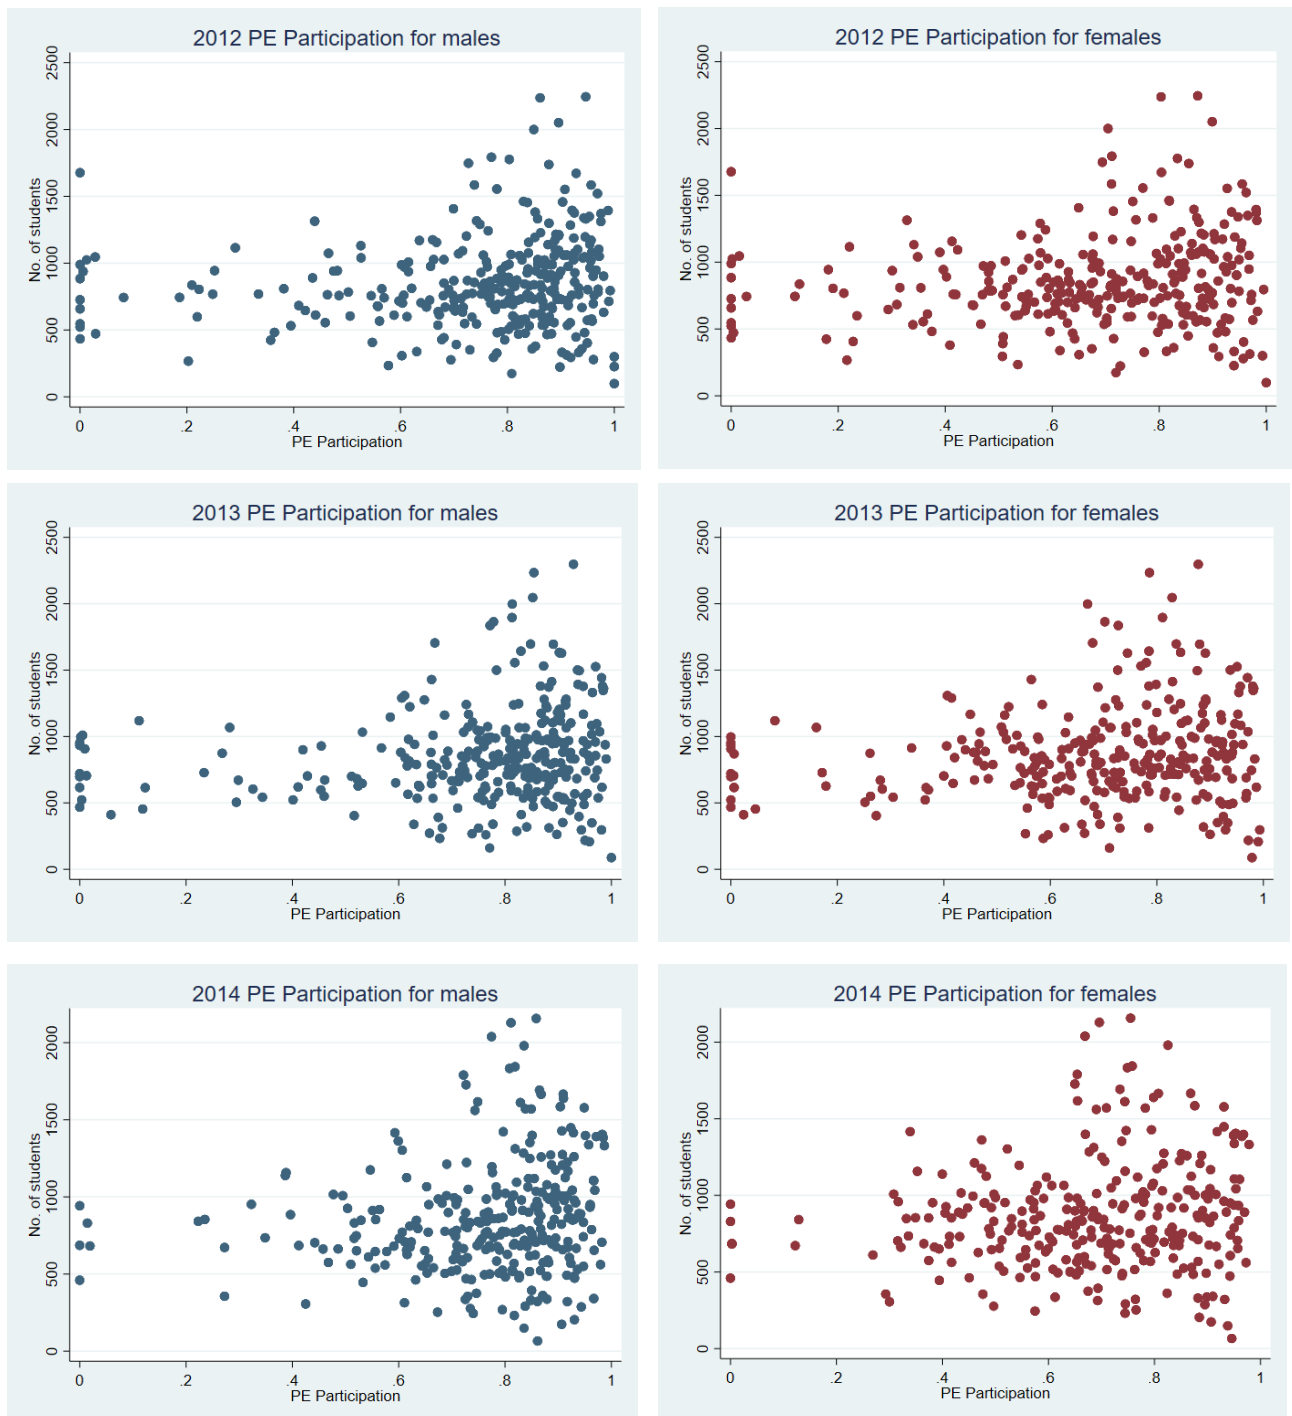 2012 PE Participation for males
No. of students
2500
2000
1500
1000
500
0
0 .2 .4 .6 .8 1
PE Participation
2012 PE Participation for females
No. of students
2500
2000
1500
1000
500
0
0 .2 .4 .6 .8 1
PE Participation
2013 PE Participation for males
No. of students
2500
2000
1500
1000
500
0
0 .2 .4 .6 .8 1
PE Participation
2013 PE Participation for females
No. of students
2500
2000
1500
1000
500
0
0 .2 .4 .6 .8 1
PE Participation
2014 PE Participation for males
No. of students
2000
1500
1000
500
0
0 .2 .4 .6 .8 1
PE Participation
2014 PE Participation for females
No. of students
2000
1500
1000
500
0
0 .2 .4 .6 .8 1
PE Participation